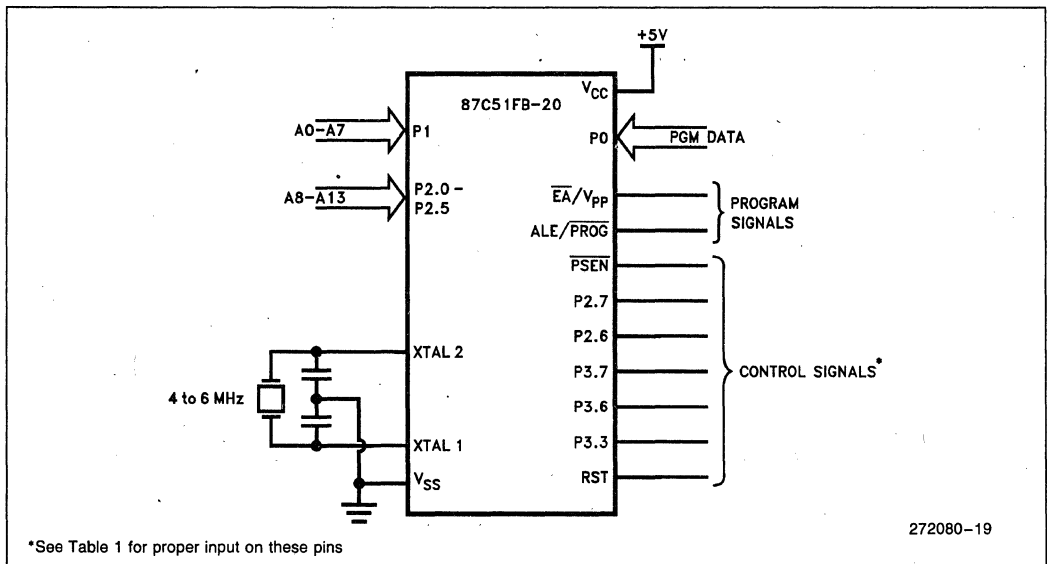 +5V
VCC
87C51FB-20
A0-A7
P1
P0
PGM DATA
A8-A13
P2.0 -
P2.5
EA/VPP
ALE/PROG
PROGRAM
SIGNALS
PSEN
P2.7
P2.6
XTAL 2
P3.7
CONTROL SIGNALS*
4 to 6 MHz
P3.6
XTAL 1
P3.3
VSS
RST
272080-19
*See Table 1 for proper input on these pins